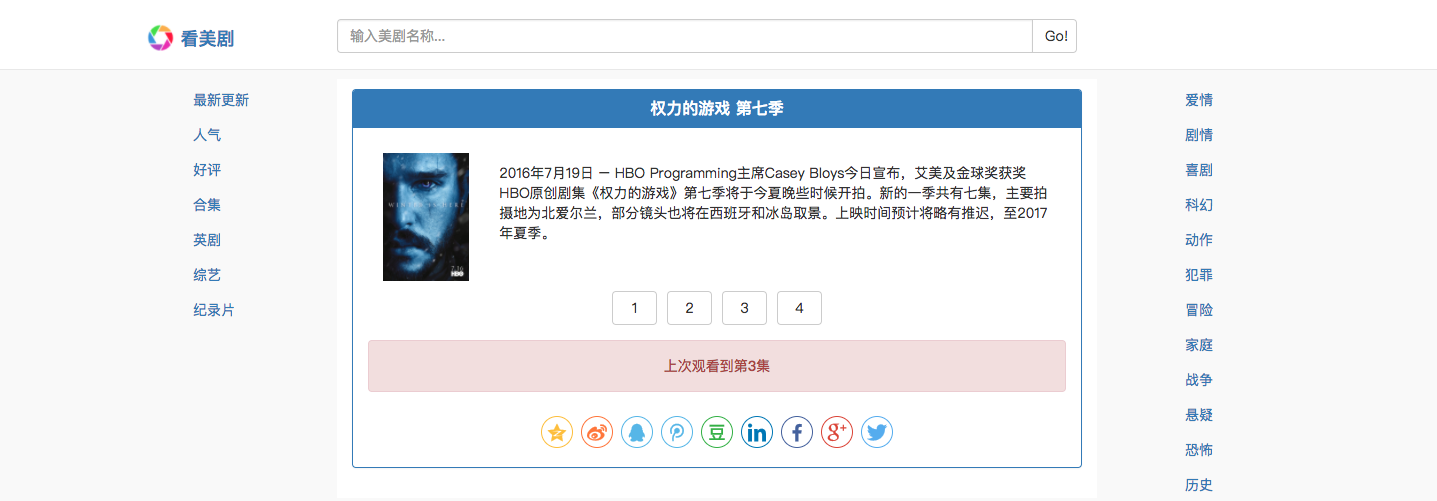 看美剧
输入美剧名称...
Go!
最新更新
人气
好评
合集
英剧
综艺
纪录片
权力的游戏 第七季
WINTER IS HERE
7.16
HBO
2016年7月19日 — HBO Programming主席Casey Bloys今日宣布，艾美及金球奖获奖
HBO原创剧集《权力的游戏》第七季将于今夏晚些时候开拍。新的一季共有七集，主要拍
摄地为北爱尔兰，部分镜头也将在西班牙和冰岛取景。上映时间预计将略有推迟，至2017
年夏季。
1 2 3 4
上次观看到第3集
豆 in f g+
爱情
剧情
喜剧
科幻
动作
犯罪
冒险
家庭
战争
悬疑
恐怖
历史